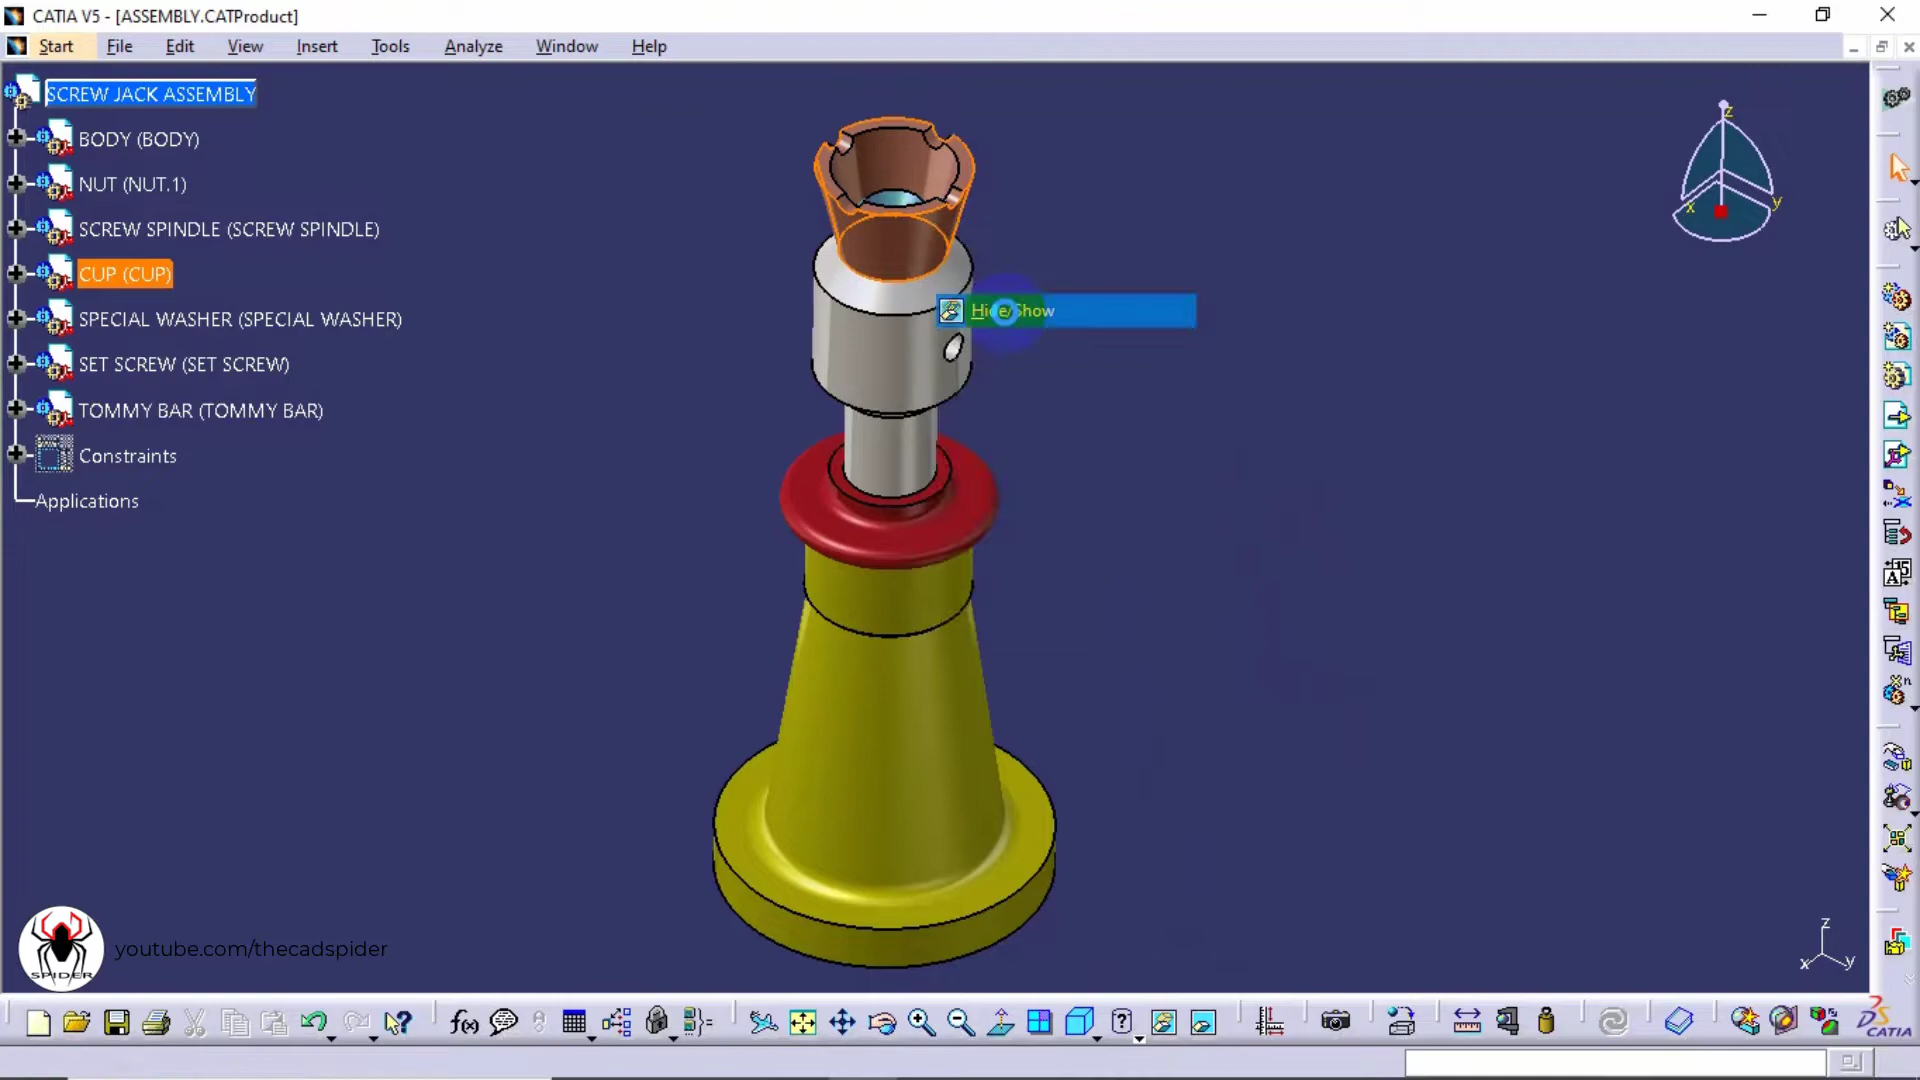 CATIA V5 - [ASSEMBLY.CATProduct]
Start File Edit View Insert Tools Analyze Window Help
SCREW JACK ASSEMBLY
BODY (BODY)
NUT (NUT.1)
SCREW SPINDLE (SCREW SPINDLE)
CUP (CUP)
SPECIAL WASHER (SPECIAL WASHER)
SET SCREW (SET SCREW)
TOMMY BAR (TOMMY BAR)
Constraints
Applications
Hide/Show
z
x
y
SPIDER
youtube.com/thecadspider
z
x
y
f(x)
CATIA